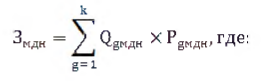 З_мдн = ∑_{g=1}^{k} Q_gмдн × P_gмдн, где: